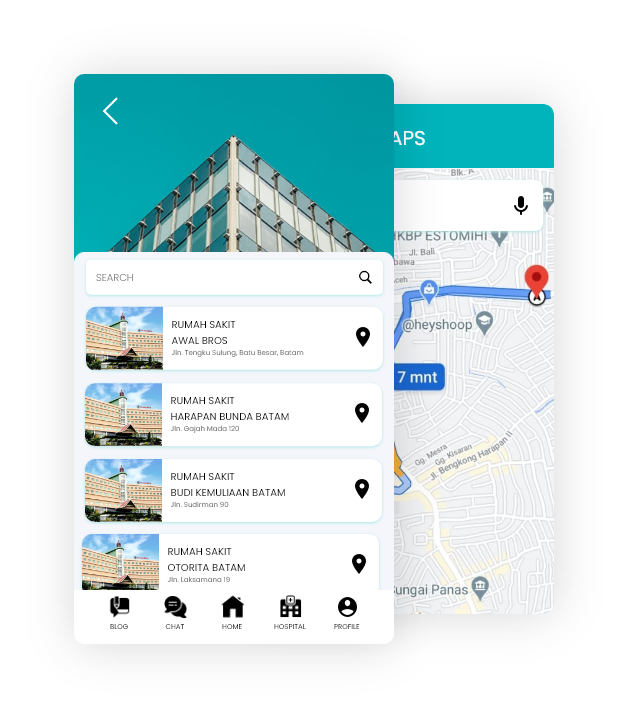 SEARCH
RUMAH SAKIT
AWAL BROS
Jln. Tengku Sulung, Batu Besar, Batam
RUMAH SAKIT
HARAPAN BUNDA BATAM
Jln. Gajah Mada 120
RUMAH SAKIT
BUDI KEMULIAAN BATAM
Jln. Sudirman 90
RUMAH SAKIT
OTORITA BATAM
Jln. Laksamana 19
BLOG
CHAT
HOME
HOSPITAL
PROFILE
APS
Blk.
HKBP ESTOMIHI
Jl. Bali
bawa
Aceh
A
@heyshoop
7 mnt
Gg. Mesra
Gg. Kisaran
Jl. Bengkong Harapan II
Sungai Panas